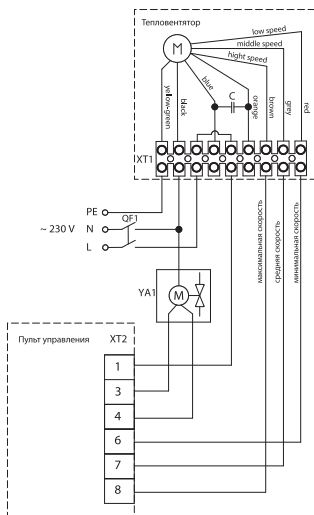 Тепловентятор
low speed
middle speed
hight speed
M
blue
C
yellow-green
black
orange
brown
grey
red
XT1
PE
~ 230 V
N
QF1
L
максимальная скорость
средняя скорость
минимальная скорость
YA1
M
Пульт управления
XT2
1
3
4
6
7
8